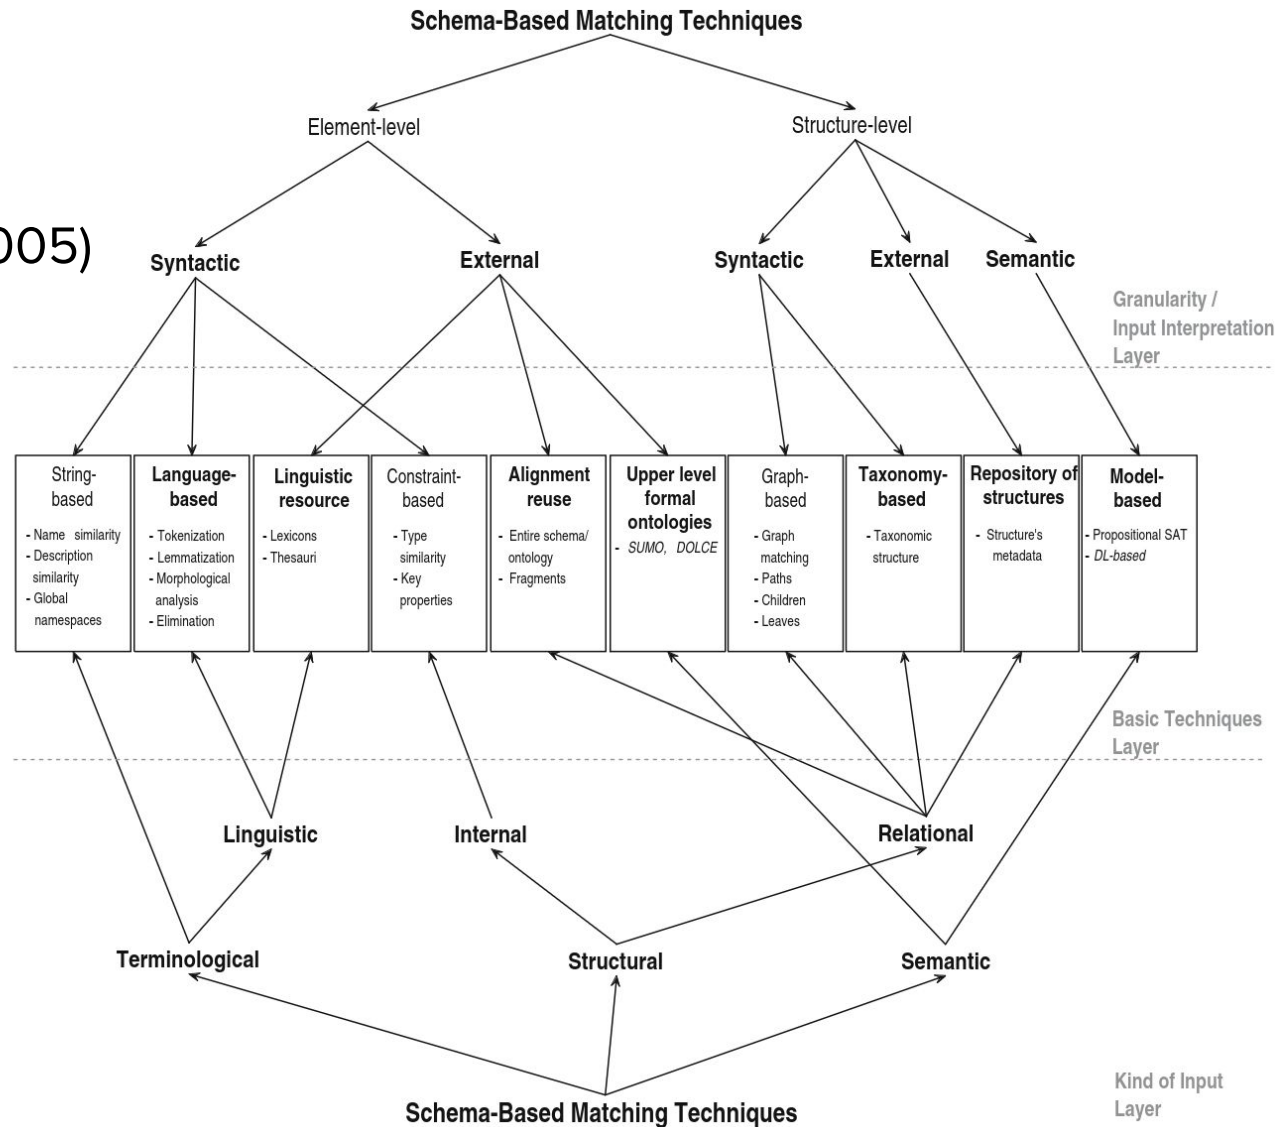 Schema-Based Matching Techniques
Element-level
Structure-level
005)
Syntactic
External
Syntactic
External
Semantic
Granularity /
Input Interpretation
Layer
String-
based
- Name similarity
- Description
similarity
- Global
namespaces
Language-
based
- Tokenization
- Lemmatization
- Morphological
analysis
- Elimination
Linguistic
resource
- Lexicons
- Thesauri
Constraint-
based
- Type
similarity
- Key
properties
Alignment
reuse
- Entire schema/
ontology
- Fragments
Upper level
formal
ontologies
- SUMO, DOLCE
Graph-
based
- Graph
matching
- Paths
- Children
- Leaves
Taxonomy-
based
- Taxonomic
structure
Repository of
structures
- Structure's
metadata
Model-
based
- Propositional SAT
- DL-based
Basic Techniques
Layer
Linguistic
Internal
Relational
Terminological
Structural
Semantic
Kind of Input
Layer
Schema-Based Matching Techniques